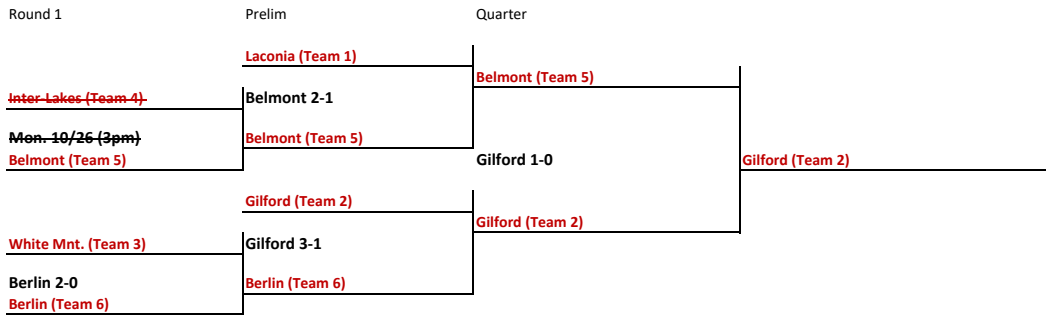 Round 1
Prelim
Quarter
Laconia (Team 1)
Belmont (Team 5)
Inter-Lakes (Team 4)
Belmont 2-1
Mon. 10/26 (3pm)
Belmont (Team 5)
Belmont (Team 5)
Gilford 1-0
Gilford (Team 2)
Gilford (Team 2)
Gilford (Team 2)
White Mnt. (Team 3)
Gilford 3-1
Berlin 2-0
Berlin (Team 6)
Berlin (Team 6)